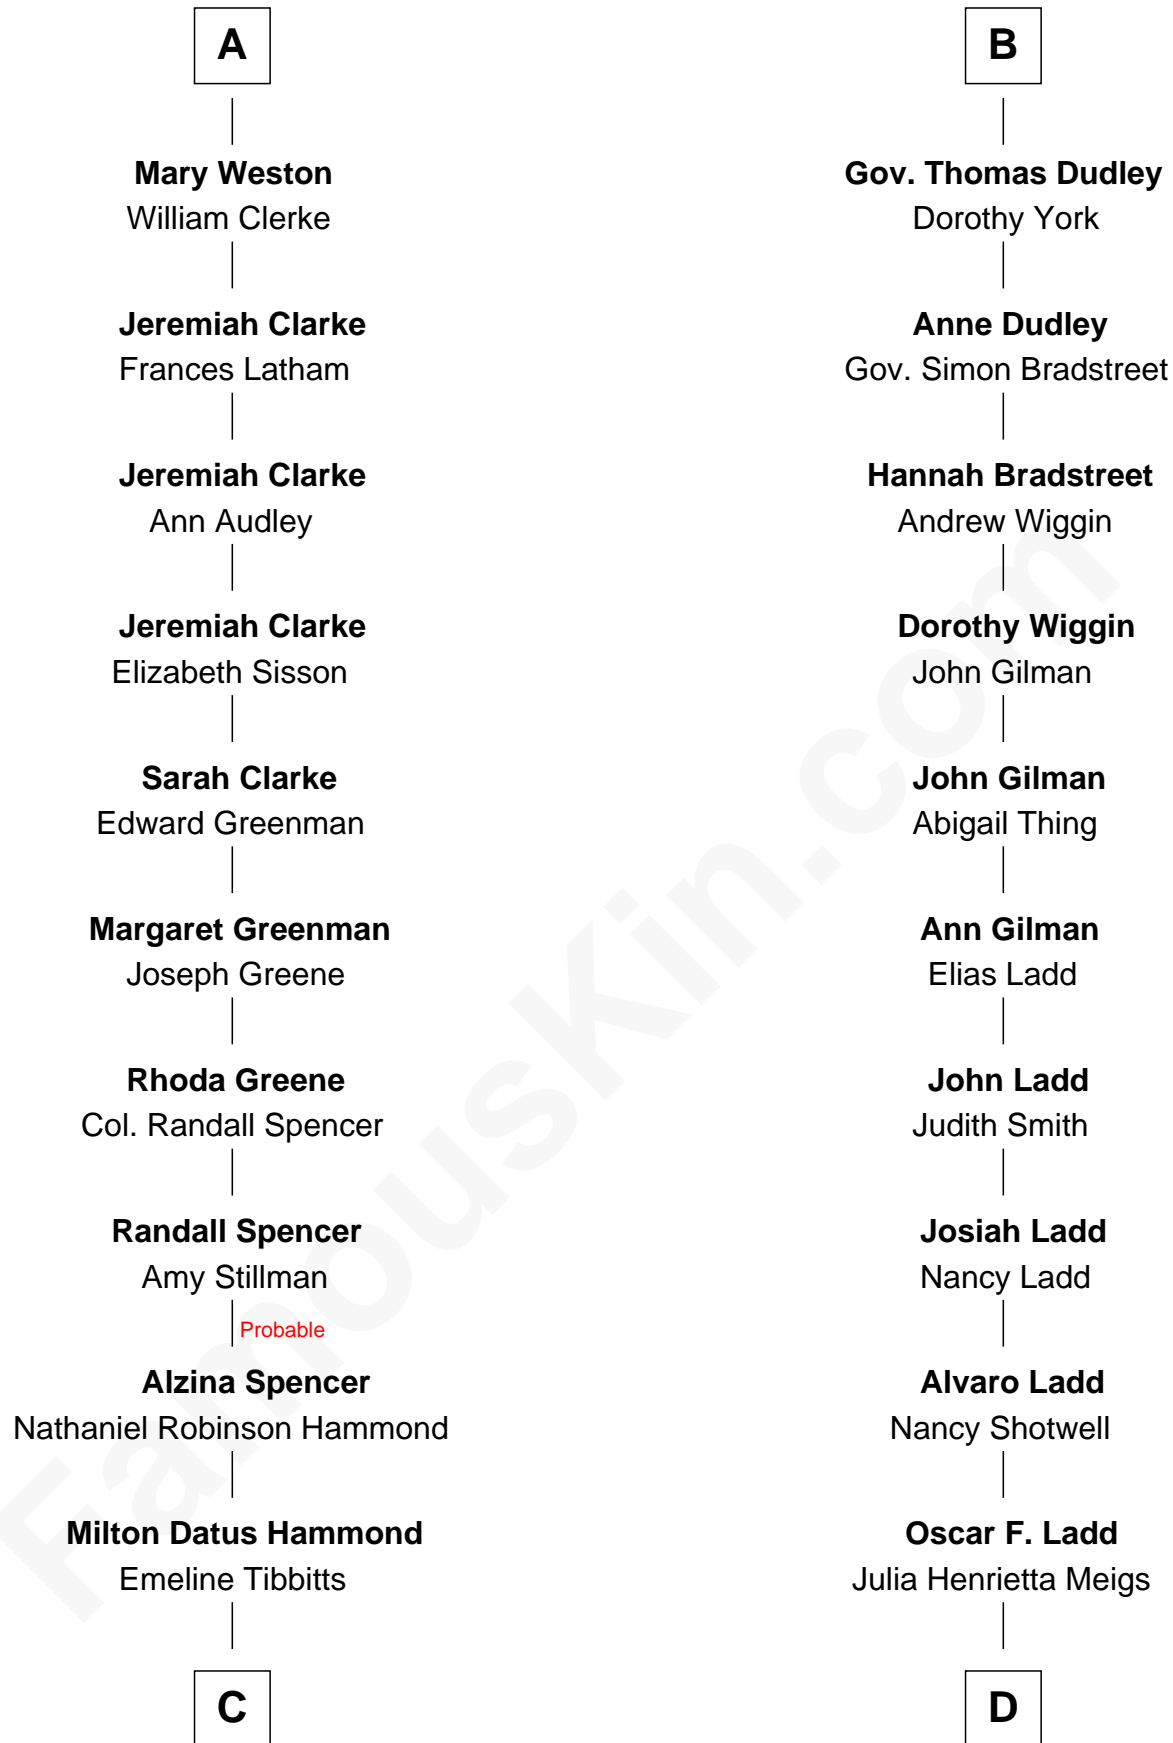 A
Mary Weston
William Clerke
Jeremiah Clarke
Frances Latham
Jeremiah Clarke
Ann Audley
Jeremiah Clarke
Elizabeth Sisson
Sarah Clarke
Edward Greenman
Margaret Greenman
Joseph Greene
Rhoda Greene
Col. Randall Spencer
Randall Spencer
Amy Stillman
Probable
Alzina Spencer
Nathaniel Robinson Hammond
Milton Datus Hammond
Emeline Tibbitts
C
B
Gov. Thomas Dudley
Dorothy York
Anne Dudley
Gov. Simon Bradstreet
Hannah Bradstreet
Andrew Wiggin
Dorothy Wiggin
John Gilman
John Gilman
Abigail Thing
Ann Gilman
Elias Ladd
John Ladd
Judith Smith
Josiah Ladd
Nancy Ladd
Alvaro Ladd
Nancy Shotwell
Oscar F. Ladd
Julia Henrietta Meigs
D
FamousKin.com